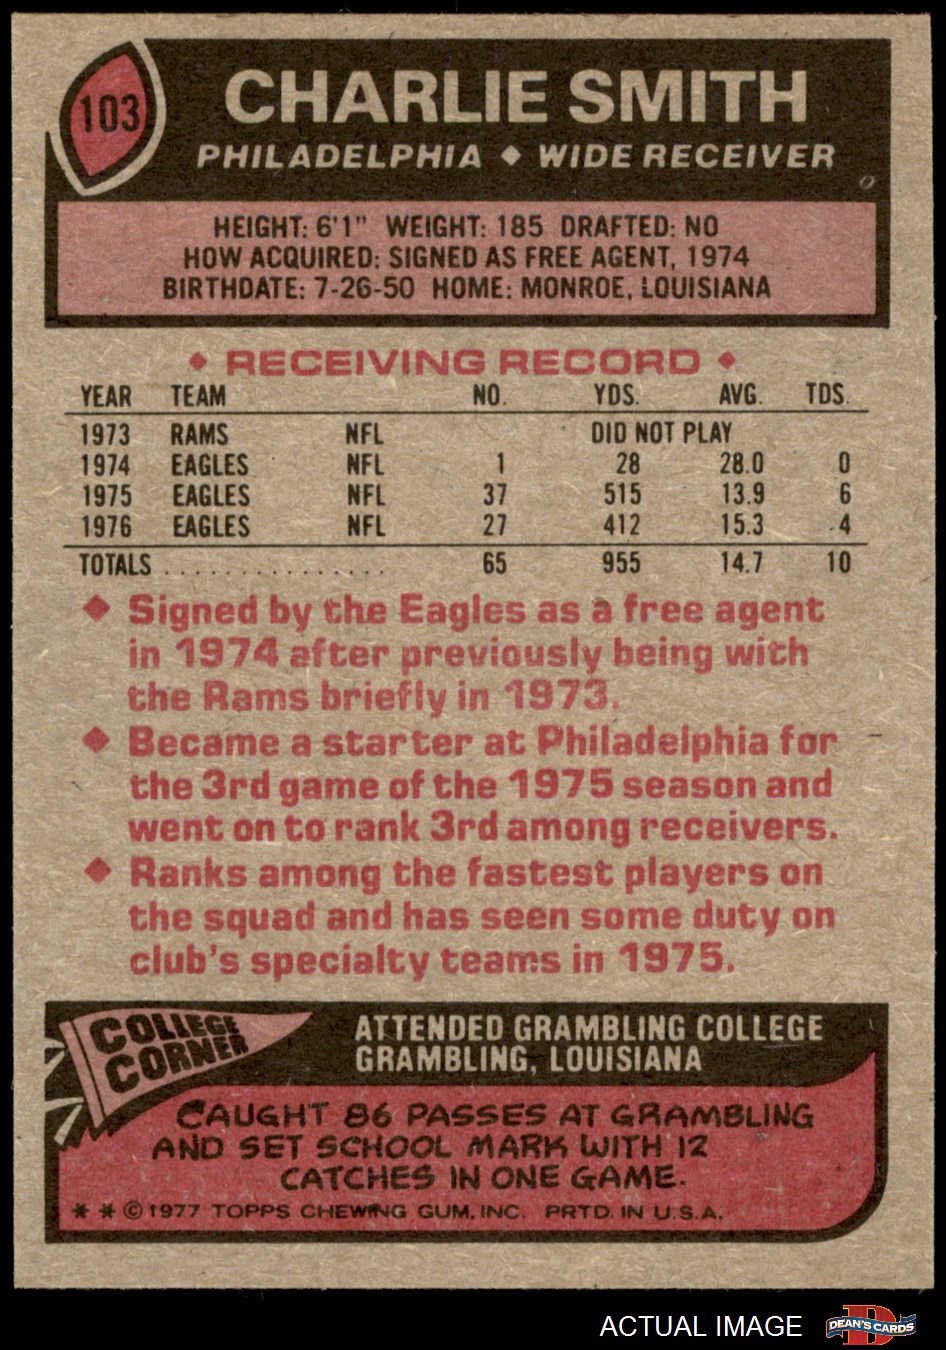 103
CHARLIE SMITH
PHILADELPHIA ◆ WIDE RECEIVER
HEIGHT: 6'1" WEIGHT: 185 DRAFTED: NO
HOW ACQUIRED: SIGNED AS FREE AGENT, 1974
BIRTHDATE: 7-26-50 HOME: MONROE, LOUISIANA
◆ RECEIVING RECORD ◆
YEAR TEAM NO. YDS. AVG. TDS.
1973 RAMS NFL DID NOT PLAY
1974 EAGLES NFL 1 28 28.0 0
1975 EAGLES NFL 37 515 13.9 6
1976 EAGLES NFL 27 412 15.3 4
TOTALS ............... 65 955 14.7 10
◆ Signed by the Eagles as a free agent
in 1974 after previously being with
the Rams briefly in 1973.
◆ Became a starter at Philadelphia for
the 3rd game of the 1975 season and
went on to rank 3rd among receivers.
◆ Ranks among the fastest players on
the squad and has seen some duty on
club's specialty teams in 1975.
COLLEGE
CORNER
ATTENDED GRAMBLING COLLEGE
GRAMBLING, LOUISIANA
CAUGHT 86 PASSES AT GRAMBLING
AND SET SCHOOL MARK WITH 12
CATCHES IN ONE GAME.
* * © 1977 TOPPS CHEWING GUM, INC. PRTD. IN U.S.A.
ACTUAL IMAGE
D
DEAN'S CARDS